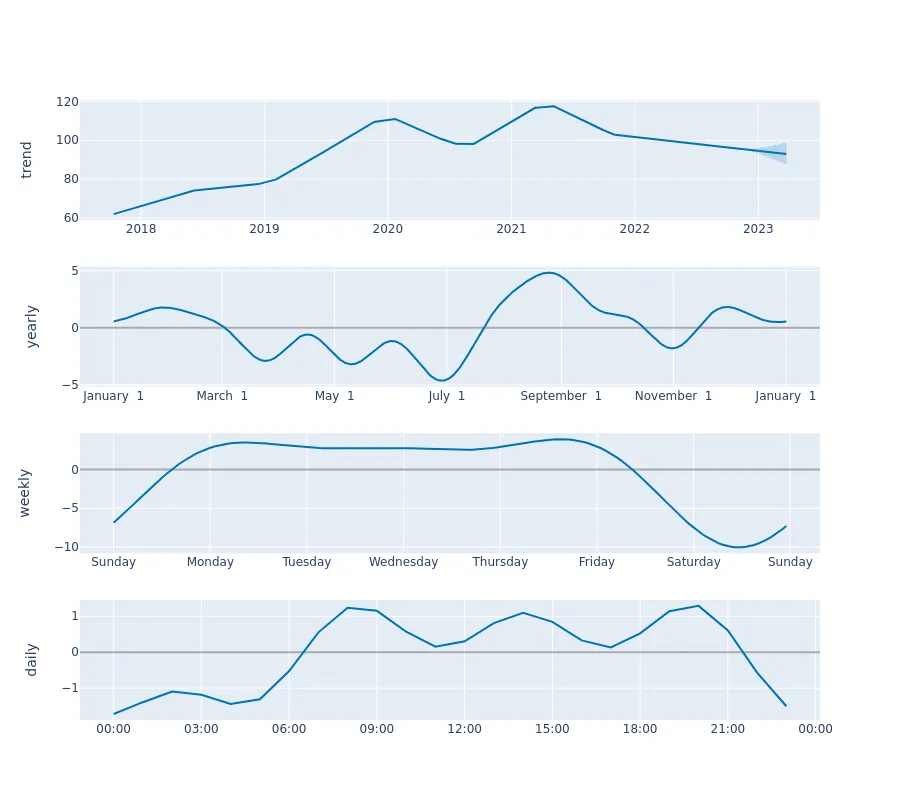 trend
120
100
80
60
2018 2019 2020 2021 2022 2023
yearly
5
0
−5
January 1 March 1 May 1 July 1 September 1 November 1 January 1
weekly
0
−5
−10
Sunday Monday Tuesday Wednesday Thursday Friday Saturday Sunday
daily
1
0
−1
00:00 03:00 06:00 09:00 12:00 15:00 18:00 21:00 00:00